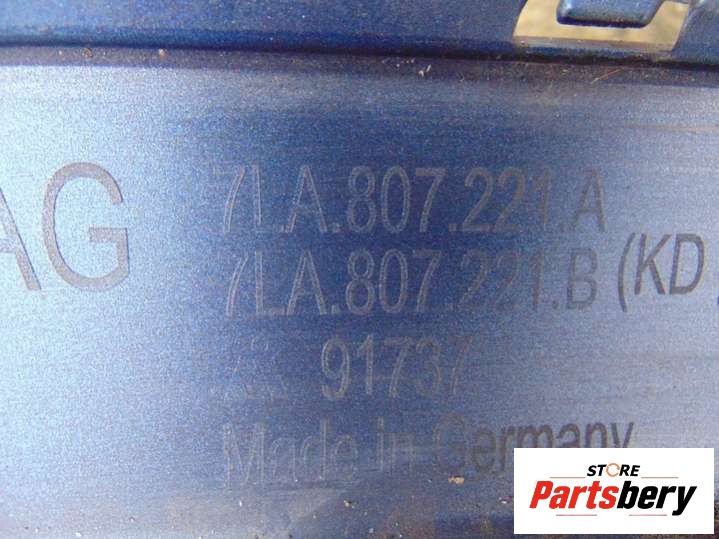 AG
7LA.807.221.A
7LA.807.221.B (KD
91737
Made in Germany
STORE
Partsbery